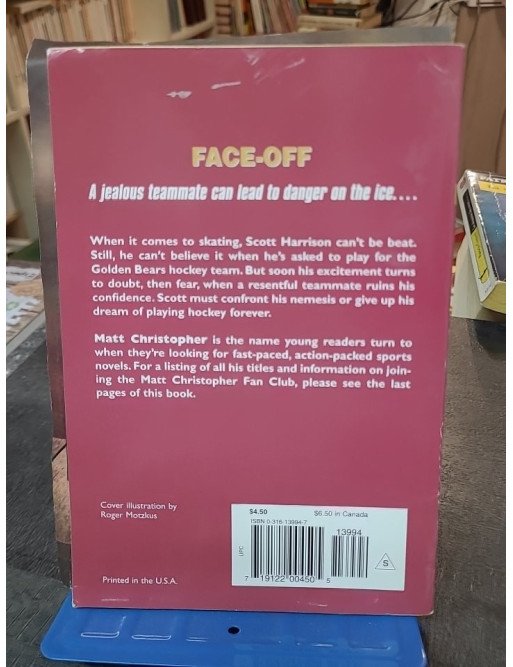 FACE-OFF
A jealous teammate can lead to danger on the ice....
When it comes to skating, Scott Harrison can't be beat.
Still, he can't believe it when he's asked to play for the
Golden Bears hockey team. But soon his excitement turns
to doubt, then fear, when a resentful teammate ruins his
confidence. Scott must confront his nemesis or give up his
dream of playing hockey forever.
Matt Christopher is the name young readers turn to
when they're looking for fast-paced, action-packed sports
novels. For a listing of all his titles and information on join-
ing the Matt Christopher Fan Club, please see the last
pages of this book.
Cover illustration by
Roger Motzkus
Printed in the U.S.A.
$4.50 $6.50 in Canada
ISBN 0-316-13994-7
13994
UPC
S
7 19122 00450 5